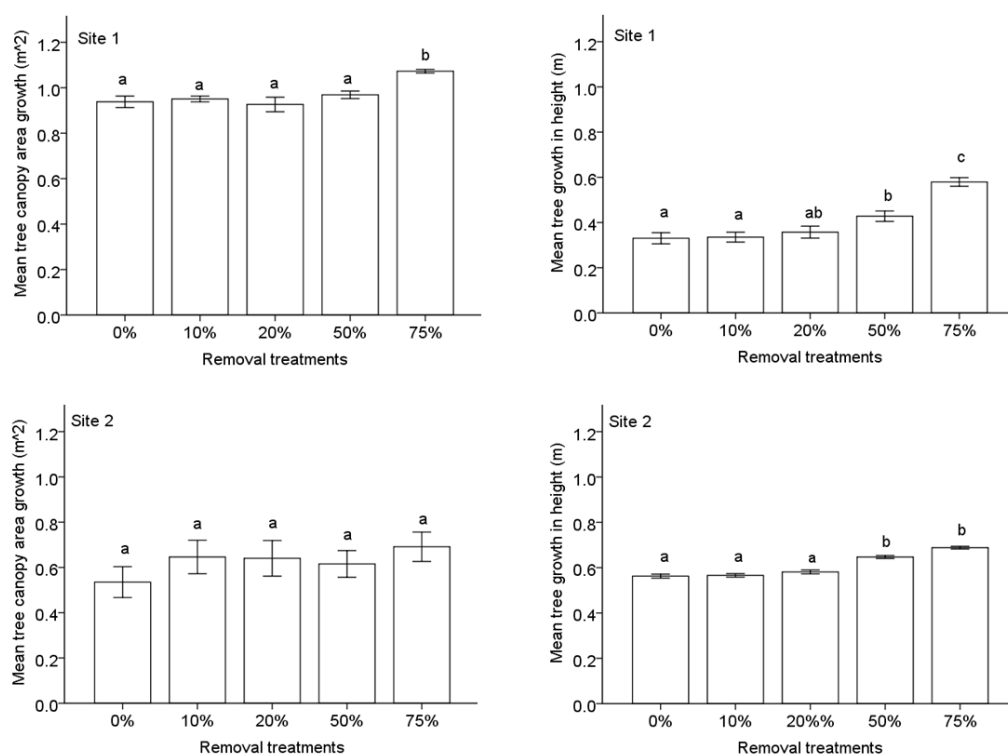 Site 1
Mean tree canopy area growth (m^2)
1.2
1.0
0.8
0.6
0.4
0.2
0.0
a
a
a
a
b
0%
10%
20%
50%
75%
Removal treatments
Site 1
Mean tree growth in height (m)
1.2
1.0
0.8
0.6
0.4
0.2
0.0
a
a
ab
b
c
0%
10%
20%
50%
75%
Removal treatments
Site 2
Mean tree canopy area growth (m^2)
1.2
1.0
0.8
0.6
0.4
0.2
0.0
a
a
a
a
a
0%
10%
20%
50%
75%
Removal treatments
Site 2
Mean tree growth in height (m)
1.2
1.0
0.8
0.6
0.4
0.2
0.0
a
a
a
b
b
0%
10%
20%%
50%
75%
Removal treatments